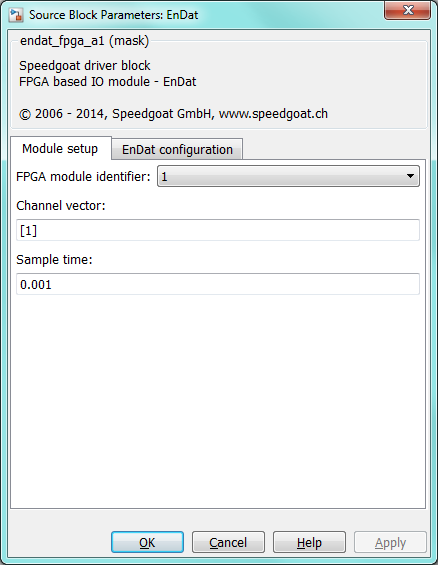 Source Block Parameters: EnDat
endat_fpga_a1 (mask)
Speedgoat driver block
FPGA based IO module - EnDat
© 2006 - 2014, Speedgoat GmbH, www.speedgoat.ch
Module setup EnDat configuration
FPGA module identifier: 1
Channel vector:
[1]
Sample time:
0.001
OK Cancel Help Apply